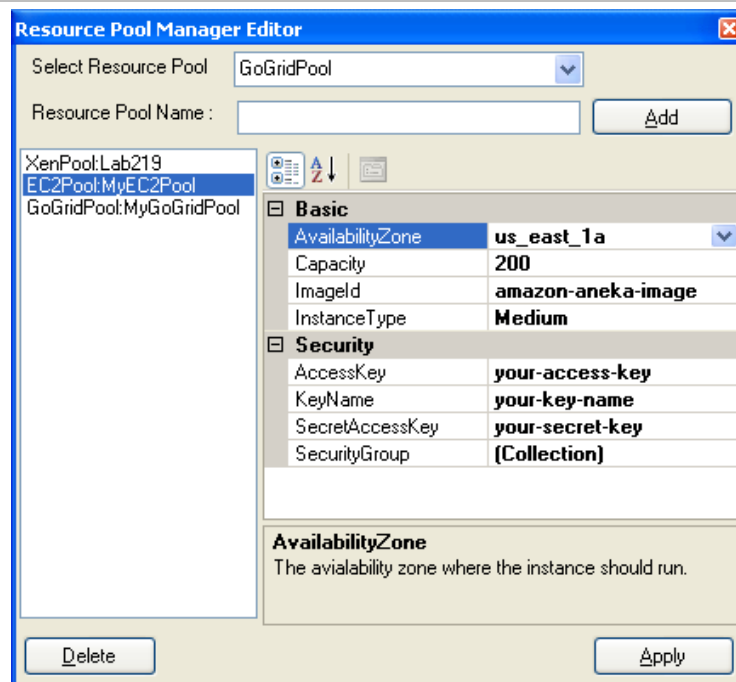 Resource Pool Manager Editor
Select Resource Pool GoGridPool
Resource Pool Name : Add
XenPool:Lab219
EC2Pool:MyEC2Pool
GoGridPool:MyGoGridPool
Basic
AvailabilityZone us_east_1a
Capacity 200
ImageId amazon-aneka-image
InstanceType Medium
Security
AccessKey your-access-key
KeyName your-key-name
SecretAccessKey your-secret-key
SecurityGroup (Collection)
AvailabilityZone
The avialability zone where the instance should run.
Delete Apply